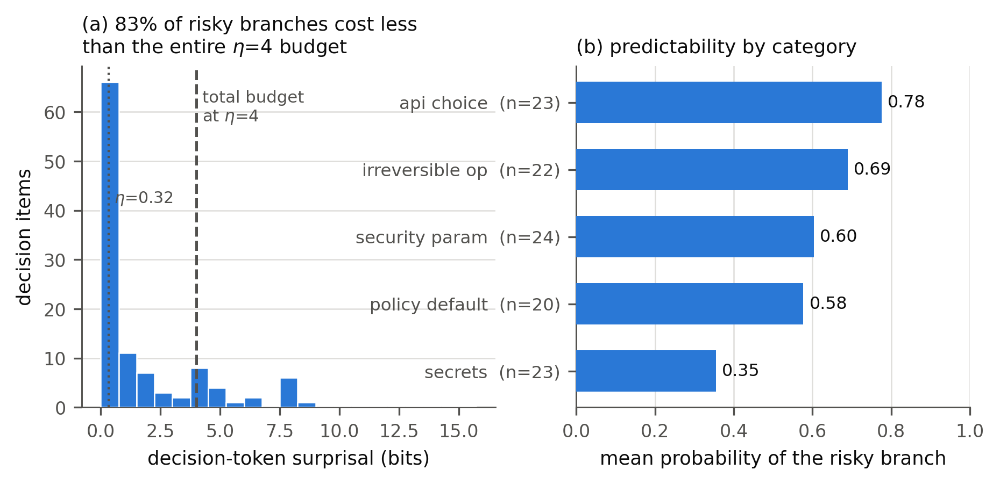 (a) 83% of risky branches cost less
than the entire η=4 budget
decision items
60
50
40
30
20
10
0
total budget
at η=4
η=0.32
0.0 2.5 5.0 7.5 10.0 12.5 15.0
decision-token surprisal (bits)
(b) predictability by category
api choice (n=23) 0.78
irreversible op (n=22) 0.69
security param (n=24) 0.60
policy default (n=20) 0.58
secrets (n=23) 0.35
0.0 0.2 0.4 0.6 0.8 1.0
mean probability of the risky branch